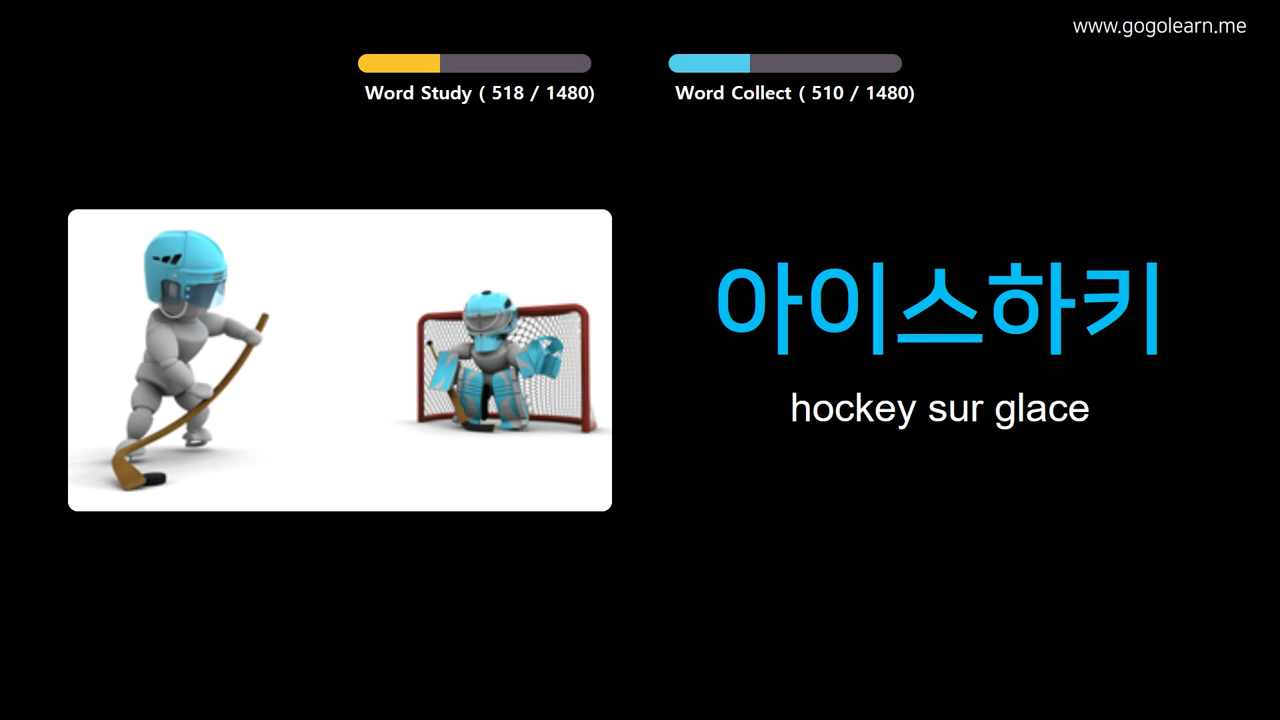 www.gogolearn.me
Word Study ( 518 / 1480)
Word Collect ( 510 / 1480)
아이스하키
hockey sur glace